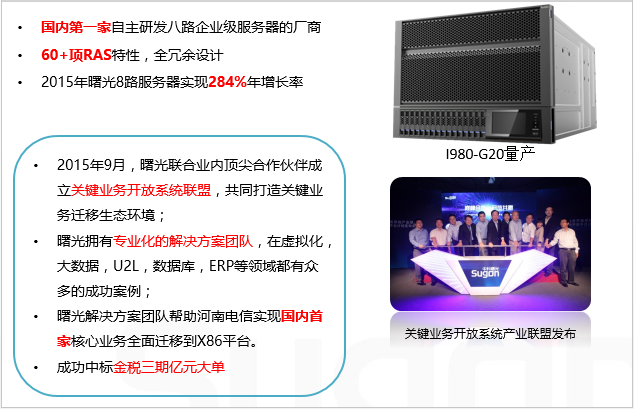 • 国内第一家自主研发八路企业级服务器的厂商
• 60+项RAS特性，全冗余设计
• 2015年曙光8路服务器实现284%年增长率
I980-G20量产
• 2015年9月，曙光联合业内顶尖合作伙伴成
立关键业务开放系统联盟，共同打造关键业
务迁移生态环境；
• 曙光拥有专业化的解决方案团队，在虚拟化，
大数据，U2L，数据库，ERP等领域都有众
多的成功案例；
• 曙光解决方案团队帮助河南电信实现国内首
家核心业务全面迁移到X86平台。
• 成功中标金税三期亿元大单
中科曙光
Sugon
关键业务开放系统产业联盟发布